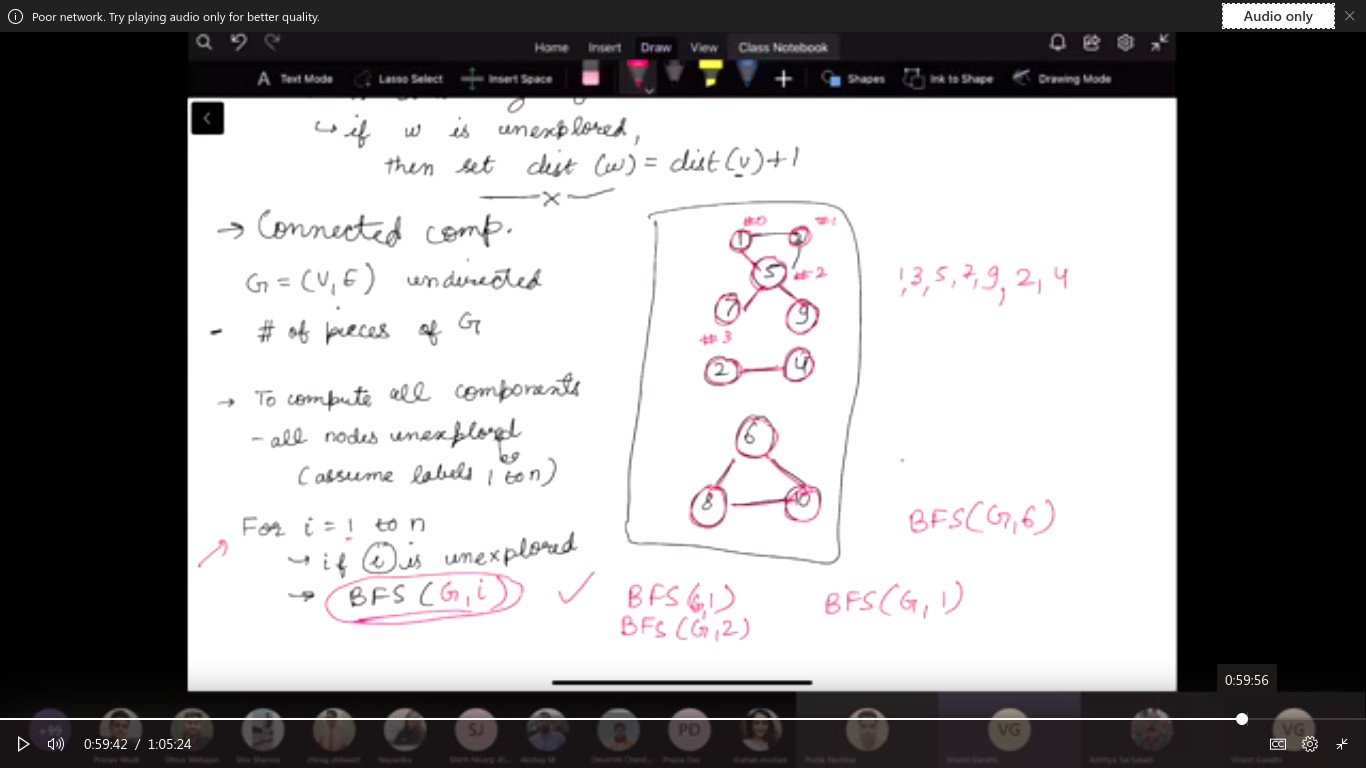 Poor network. Try playing audio only for better quality.
Audio only
Home Insert Draw View Class Notebook
Text Mode Lasso Select Insert Space Shapes Ink to Shape Drawing Mode
↳ if w is unexplored,
then set dist (w) = dist (v) + 1
x
→ Connected comp.
G = (V, E) undirected
- # of pieces of G
→ To compute all components
- all nodes unexplored
(assume labels 1 to n)
For i = 1 to n
↳ if i is unexplored
→ BFS (G, i)
#0 #1
1
5 #2
7 9
#3
2 4
6
8 10
1, 3, 5, 7, 9, 2, 4
BFS(G, 6)
BFS(G, 1)
BFS(G, 2)
BFS(G, 1)
0:59:56
SJ PD VG VG
0:59:42 / 1:05:24
CC